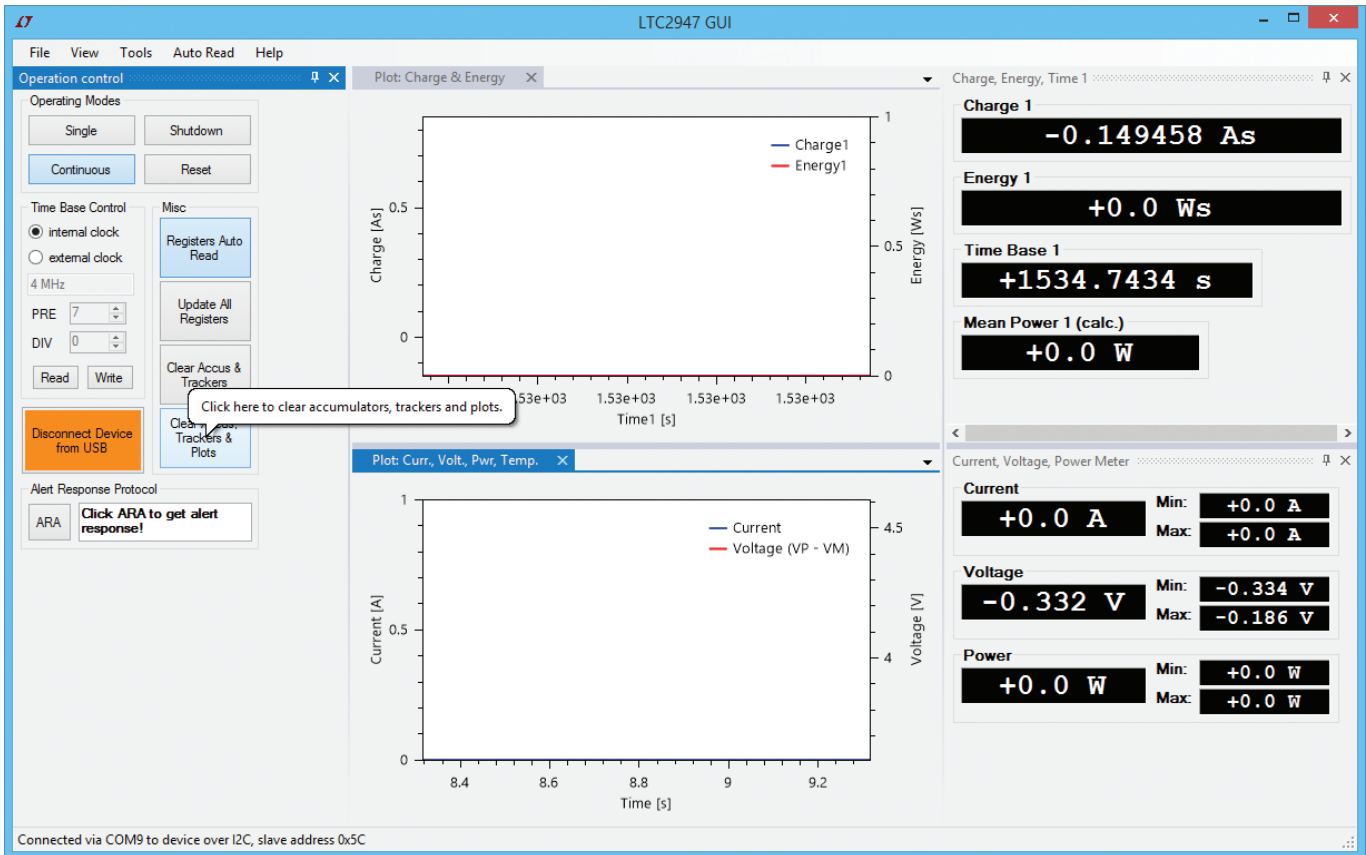 LTC2947 GUI
File View Tools Auto Read Help
Operation control
Operating Modes
Single Shutdown
Continuous Reset
Time Base Control
internal clock
external clock
4 MHz
PRE 7
DIV 0
Read Write
Misc
Registers Auto
Read
Update All
Registers
Clear Accus &
Trackers
Click here to clear accumulators, trackers and plots.
Trackers &
Plots
Disconnect Device
from USB
Alert Response Protocol
ARA
Click ARA to get alert
response!
Plot: Charge & Energy
Charge [As]
0.5
0
Charge1
Energy1
1
0.5
0
Energy [Ws]
53e+03 1.53e+03 1.53e+03 1.53e+03
Time1 [s]
Plot: Curr., Volt., Pwr, Temp.
Current [A]
1
0.5
0
Current
Voltage (VP - VM)
4.5
4
Voltage [V]
8.4 8.6 8.8 9 9.2
Time [s]
Charge, Energy, Time 1
Charge 1
-0.149458 As
Energy 1
+0.0 Ws
Time Base 1
+1534.7434 s
Mean Power 1 (calc.)
+0.0 W
Current, Voltage, Power Meter
Current
+0.0 A
Min: +0.0 A
Max: +0.0 A
Voltage
-0.332 V
Min: -0.334 V
Max: -0.186 V
Power
+0.0 W
Min: +0.0 W
Max: +0.0 W
Connected via COM9 to device over I2C, slave address 0x5C